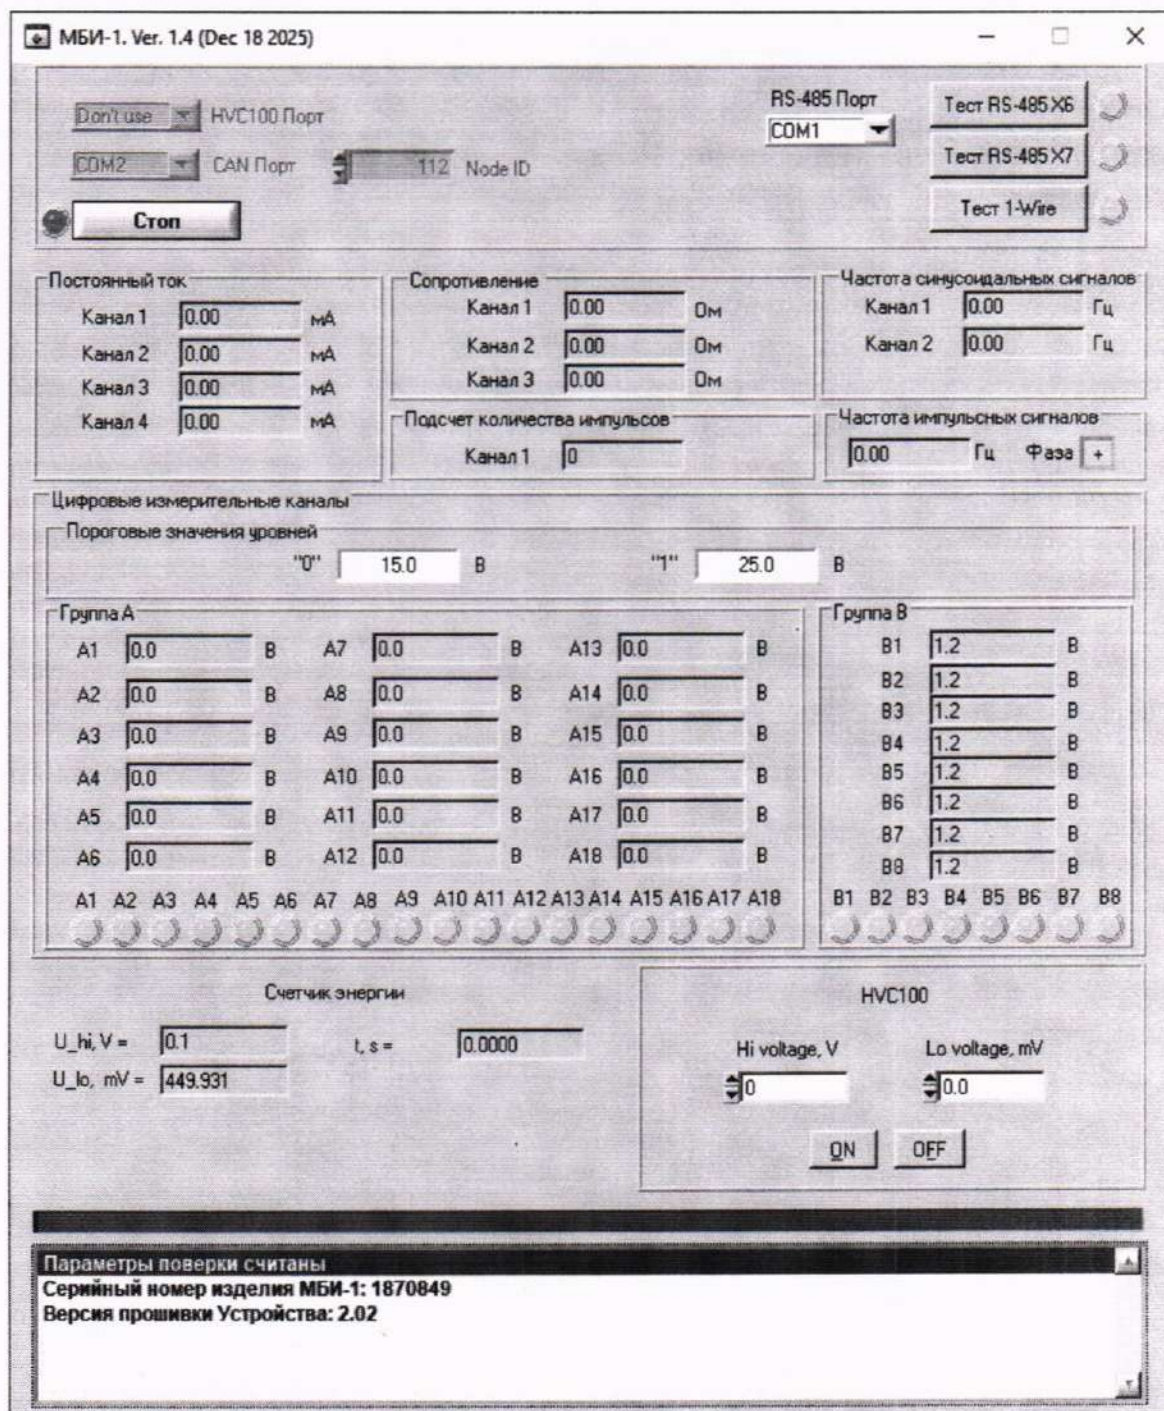 МБИ-1. Ver. 1.4 (Dec 18 2025)
Don't use HVC100 Порт
RS-485 Порт
COM1
Тест RS-485 X6
COM2 CAN Порт 112 Node ID
Тест RS-485 X7
Стоп
Тест 1-Wire
Постоянный ток
Канал 1 0.00 мА
Канал 2 0.00 мА
Канал 3 0.00 мА
Канал 4 0.00 мА
Сопротивление
Канал 1 0.00 Ом
Канал 2 0.00 Ом
Канал 3 0.00 Ом
Частота синусоидальных сигналов
Канал 1 0.00 Гц
Канал 2 0.00 Гц
Подсчет количества импульсов
Канал 1 0
Частота импульсных сигналов
0.00 Гц Фаза +
Цифровые измерительные каналы
Пороговые значения уровней
"0" 15.0 В "1" 25.0 В
Группа А
A1 0.0 В A7 0.0 В A13 0.0 В
A2 0.0 В A8 0.0 В A14 0.0 В
A3 0.0 В A9 0.0 В A15 0.0 В
A4 0.0 В A10 0.0 В A16 0.0 В
A5 0.0 В A11 0.0 В A17 0.0 В
A6 0.0 В A12 0.0 В A18 0.0 В
A1 A2 A3 A4 A5 A6 A7 A8 A9 A10 A11 A12 A13 A14 A15 A16 A17 A18
Группа В
B1 1.2 В
B2 1.2 В
B3 1.2 В
B4 1.2 В
B5 1.2 В
B6 1.2 В
B7 1.2 В
B8 1.2 В
B1 B2 B3 B4 B5 B6 B7 B8
Счетчик энергии
U_hi, V = 0.1 t, s = 0.0000
U_lo, mV = 449.931
HVC100
Hi voltage, V Lo voltage, mV
0 0.0
ON OFF
Параметры поверки считаны
Серийный номер изделия МБИ-1: 1870849
Версия прошивки Устройства: 2.02